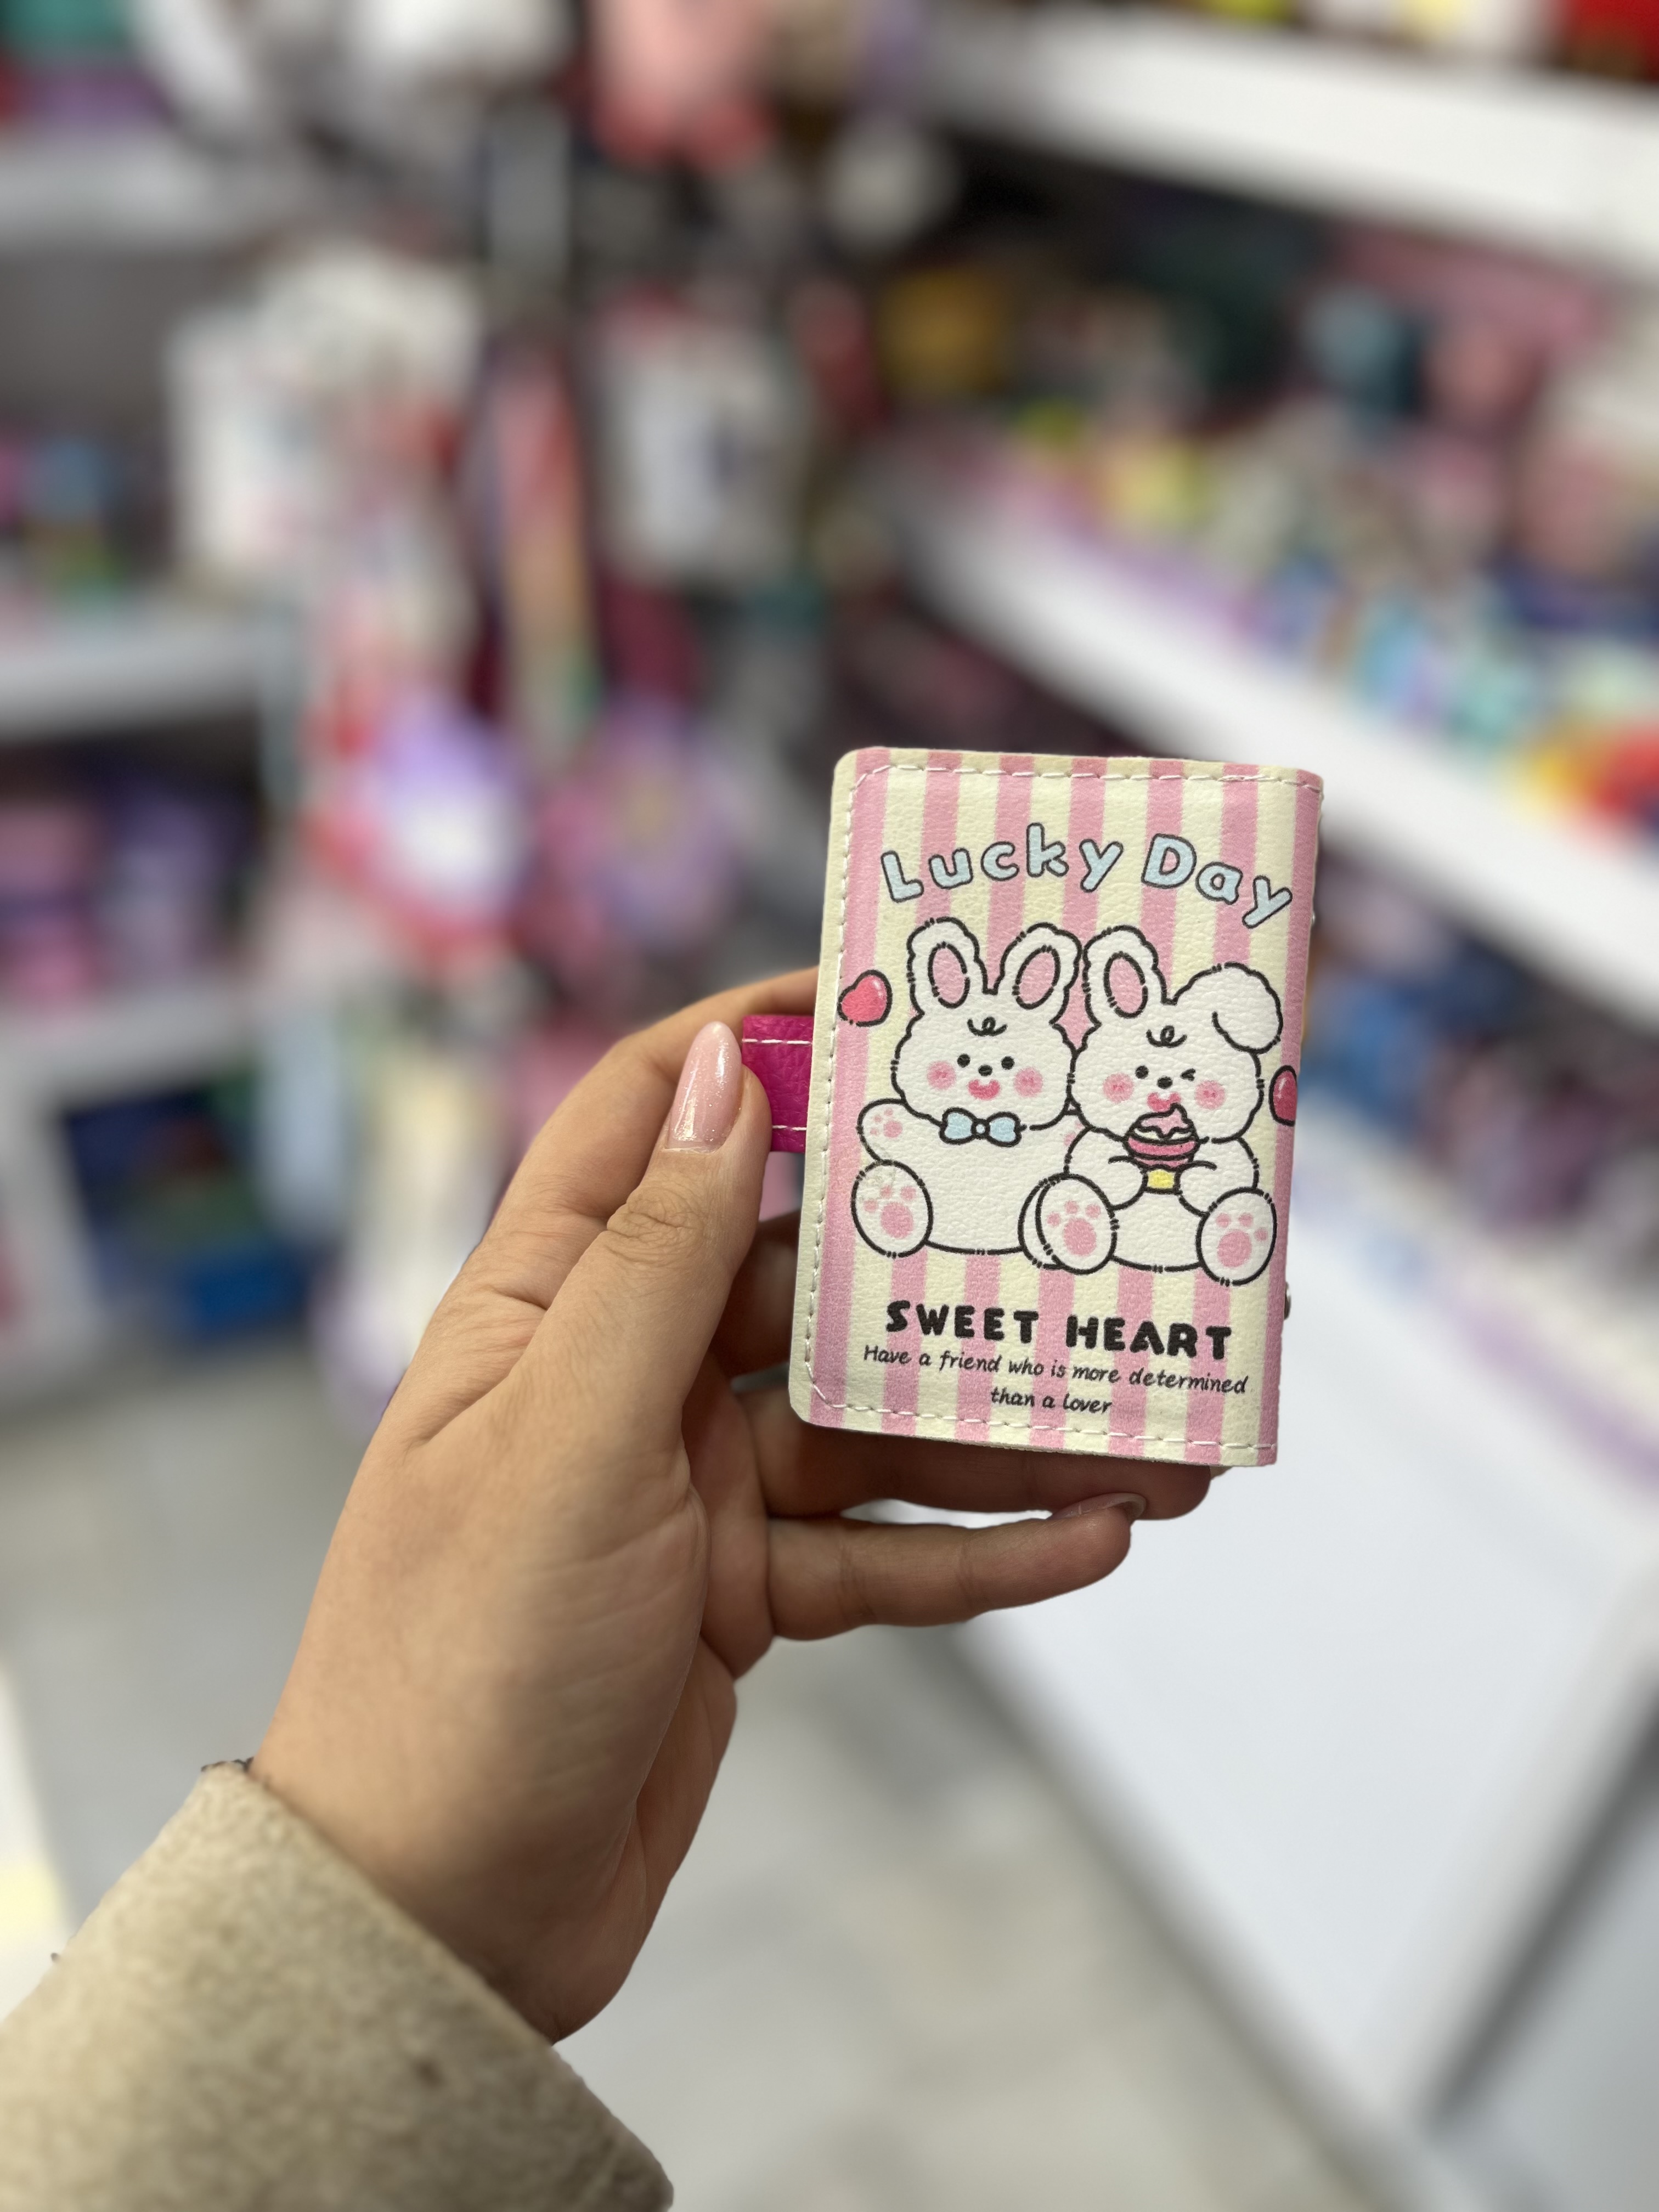 Lucky Day
SWEET HEART
Have a friend who is more determined
than a lover